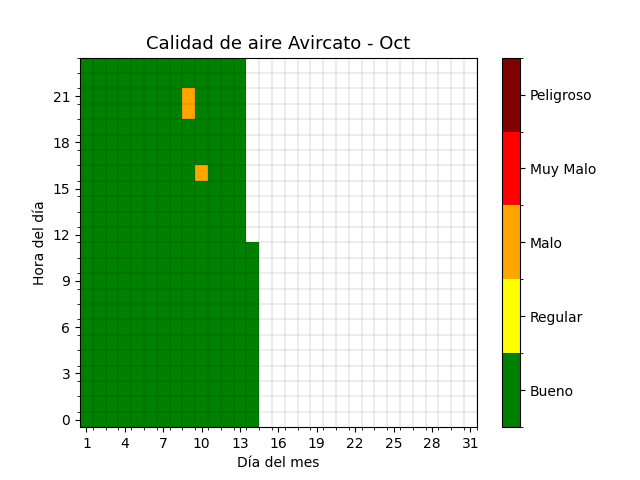 Calidad de aire Avircato - Oct
Hora del día
21
18
15
12
9
6
3
0
1 4 7 10 13 16 19 22 25 28 31
Día del mes
Peligroso
Muy Malo
Malo
Regular
Bueno